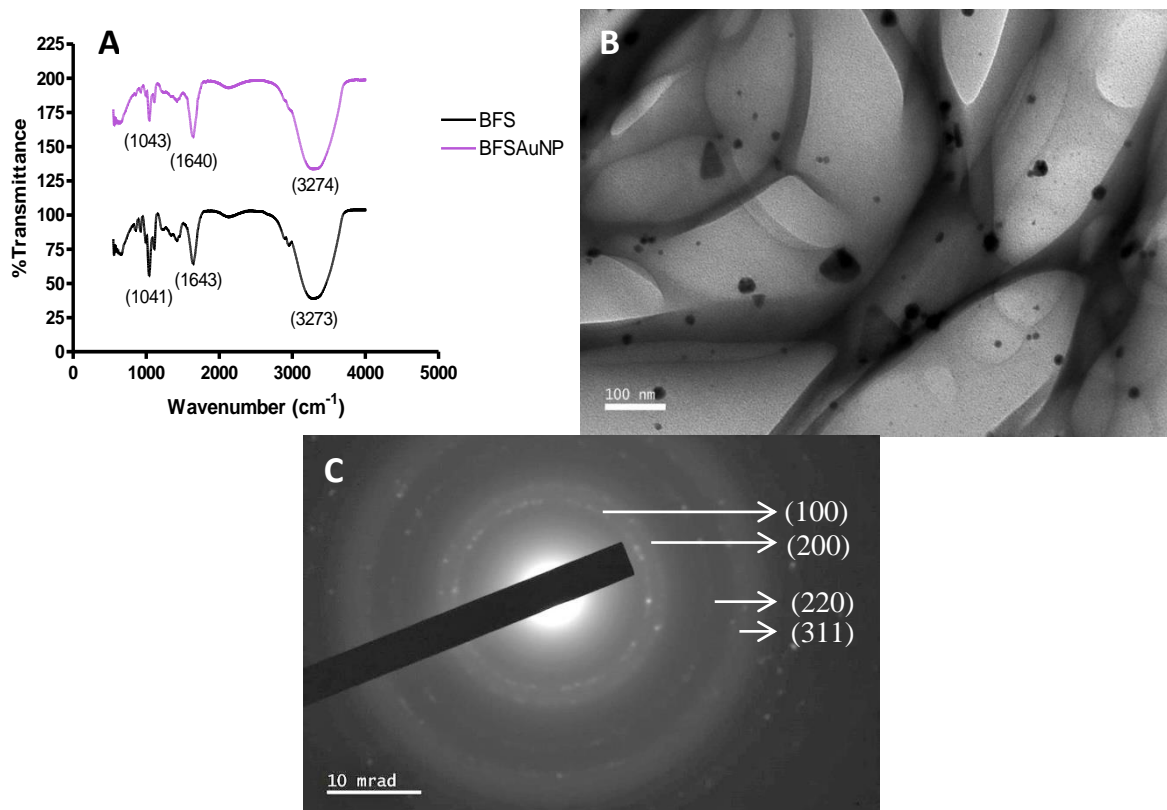 A
225
200
175
150
125
100
75
50
25
0
%Transmittance
(1043)
(1640)
(3274)
(1041)
(1643)
(3273)
BFS
BFSAuNP
0 1000 2000 3000 4000 5000
Wavenumber (cm⁻¹)
B
100 nm
C
(100)
(200)
(220)
(311)
10 mrad